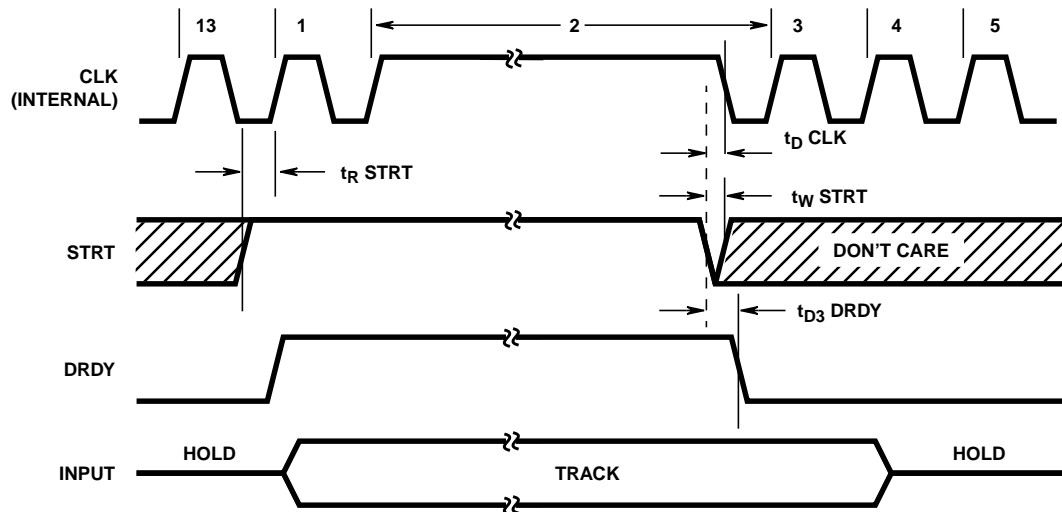 13 1 2 3 4 5
CLK
(INTERNAL)
tD CLK
tR STRT
tW STRT
STRT
DON'T CARE
tD3 DRDY
DRDY
HOLD
HOLD
INPUT
TRACK